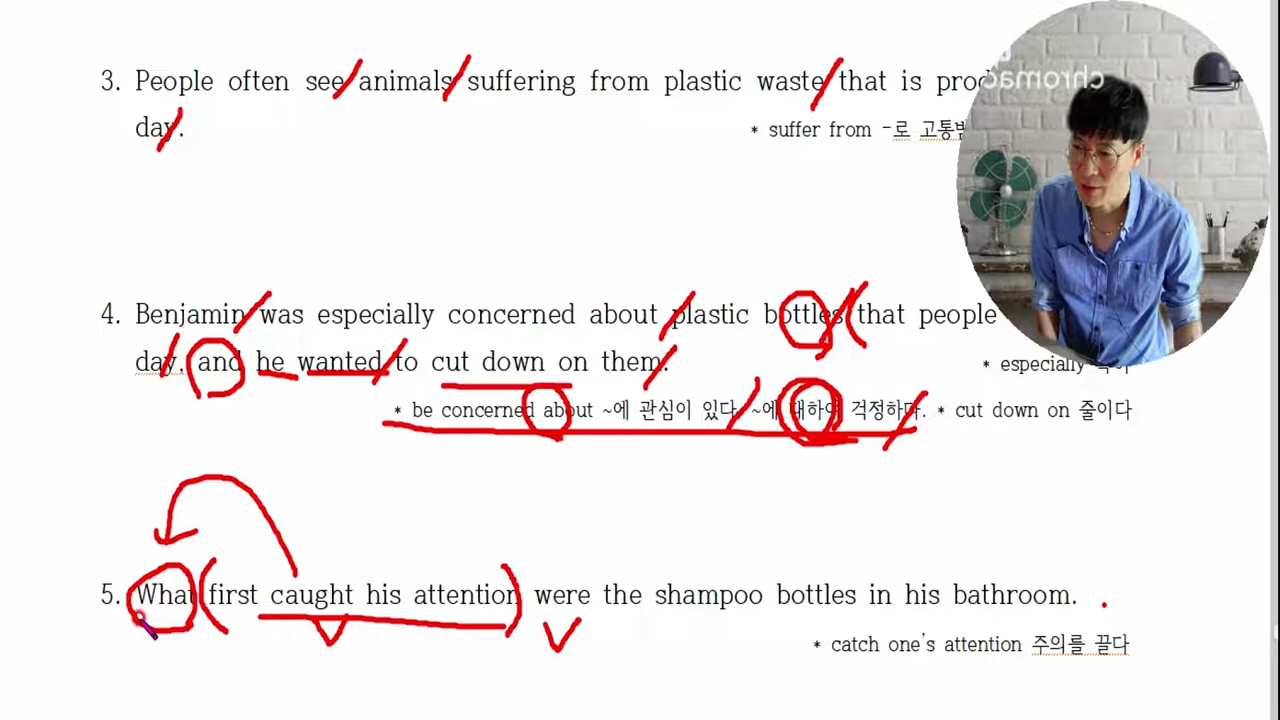 3. People often see animals suffering from plastic waste that is
day.
* suffer from -로
chromac
4. Benjamin was especially concerned about plastic bottles that people
day, and he wanted to cut down on them.
* especially
* be concerned about ~에 관심이 있다, ~에 대하여 걱정하다. * cut down on 줄이다
5. What first caught his attention were the shampoo bottles in his bathroom.
* catch one's attention 주의를 끌다